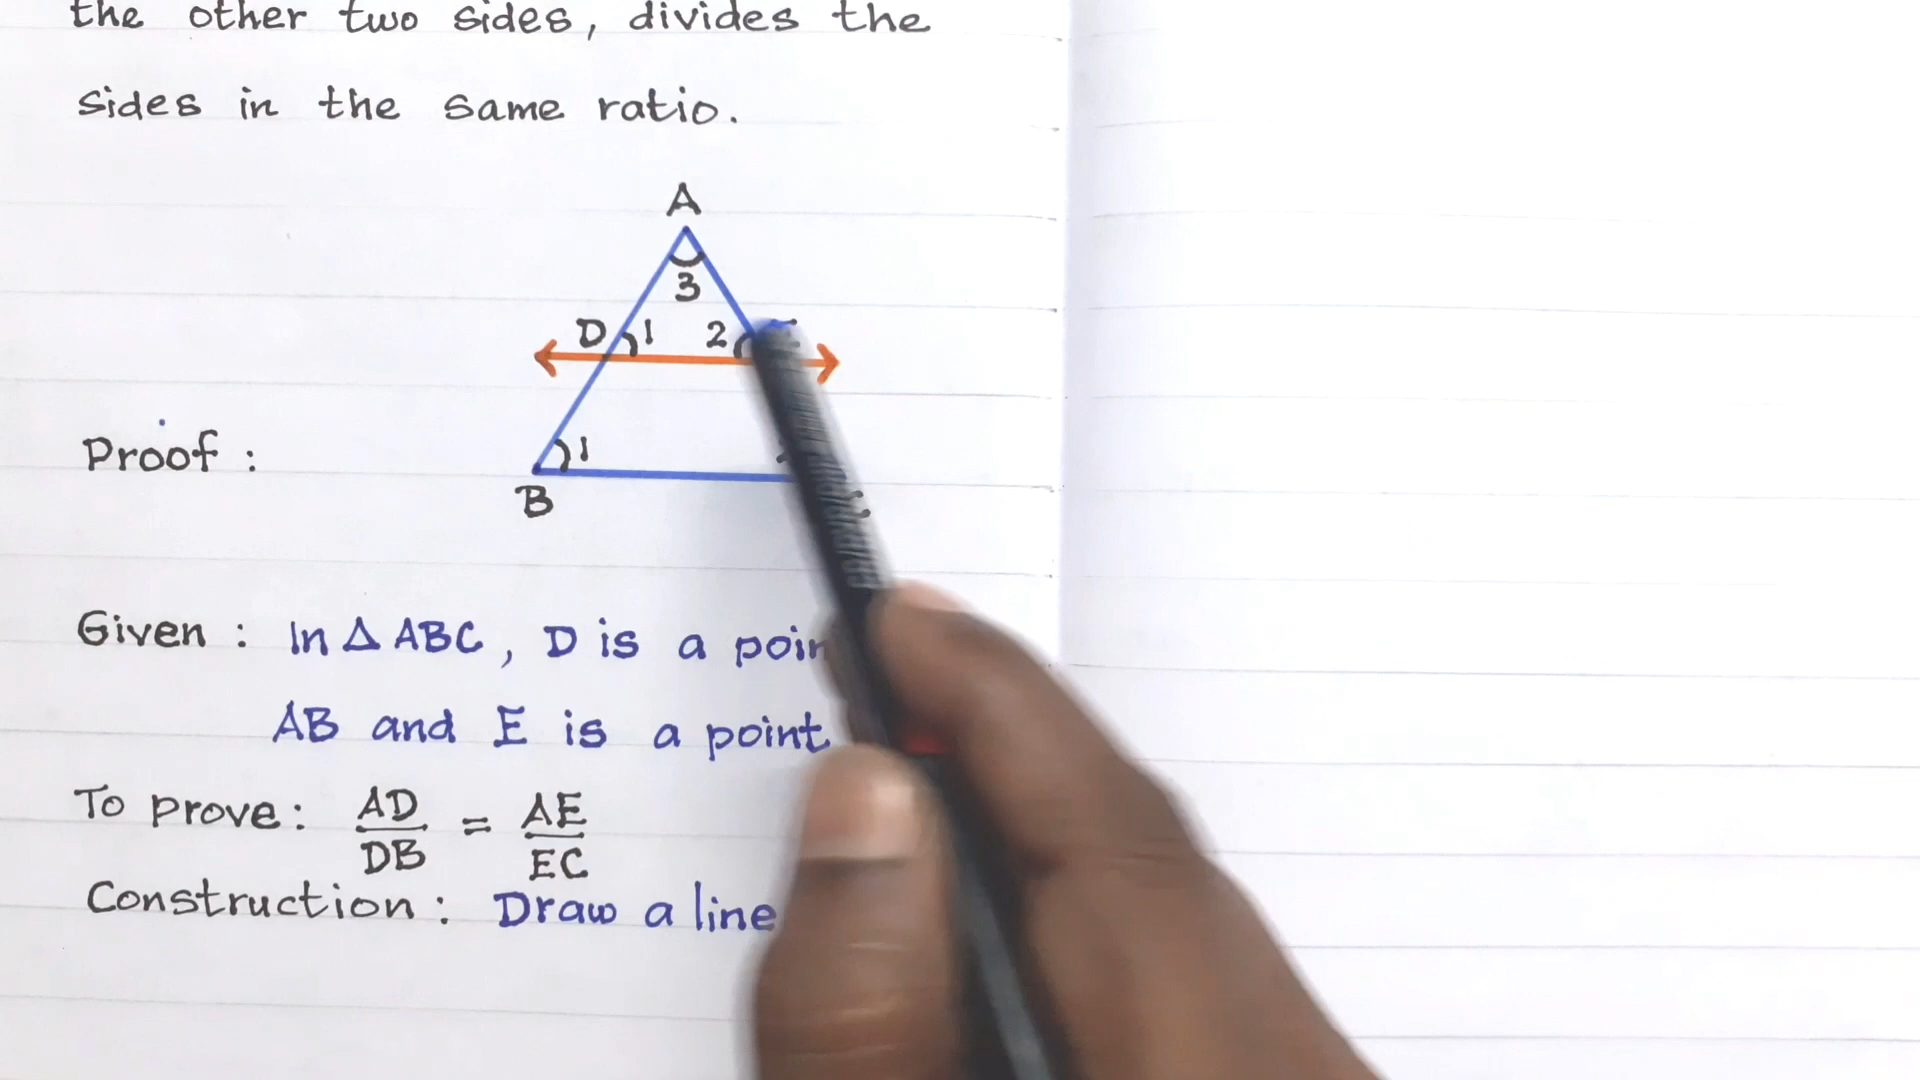 the other two sides, divides the
sides in the same ratio.
A
3
D 1 2
Proof :
1
B
Given : In Δ ABC, D is a
AB and E is a point
To prove: AD/DB = AE/EC
Construction : Draw a line